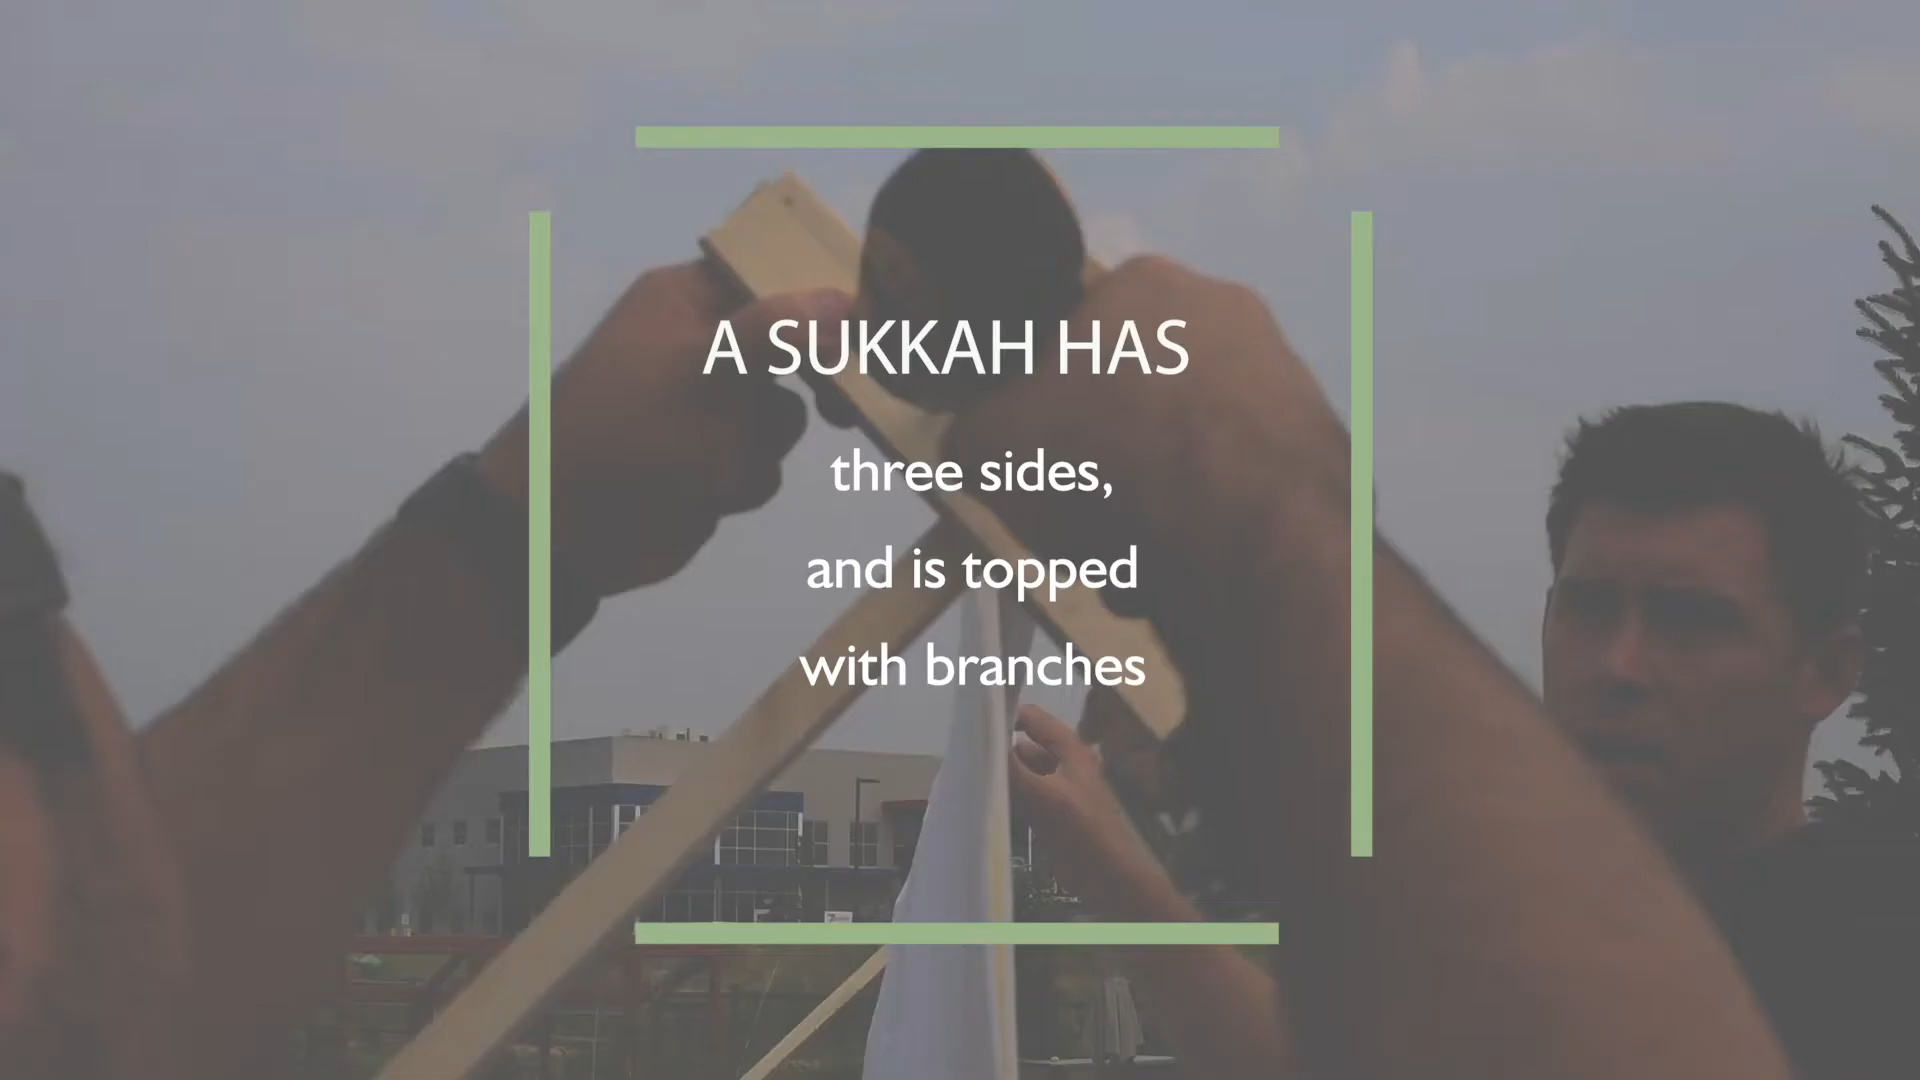 A SUKKAH HAS
three sides,
and is topped
with branches